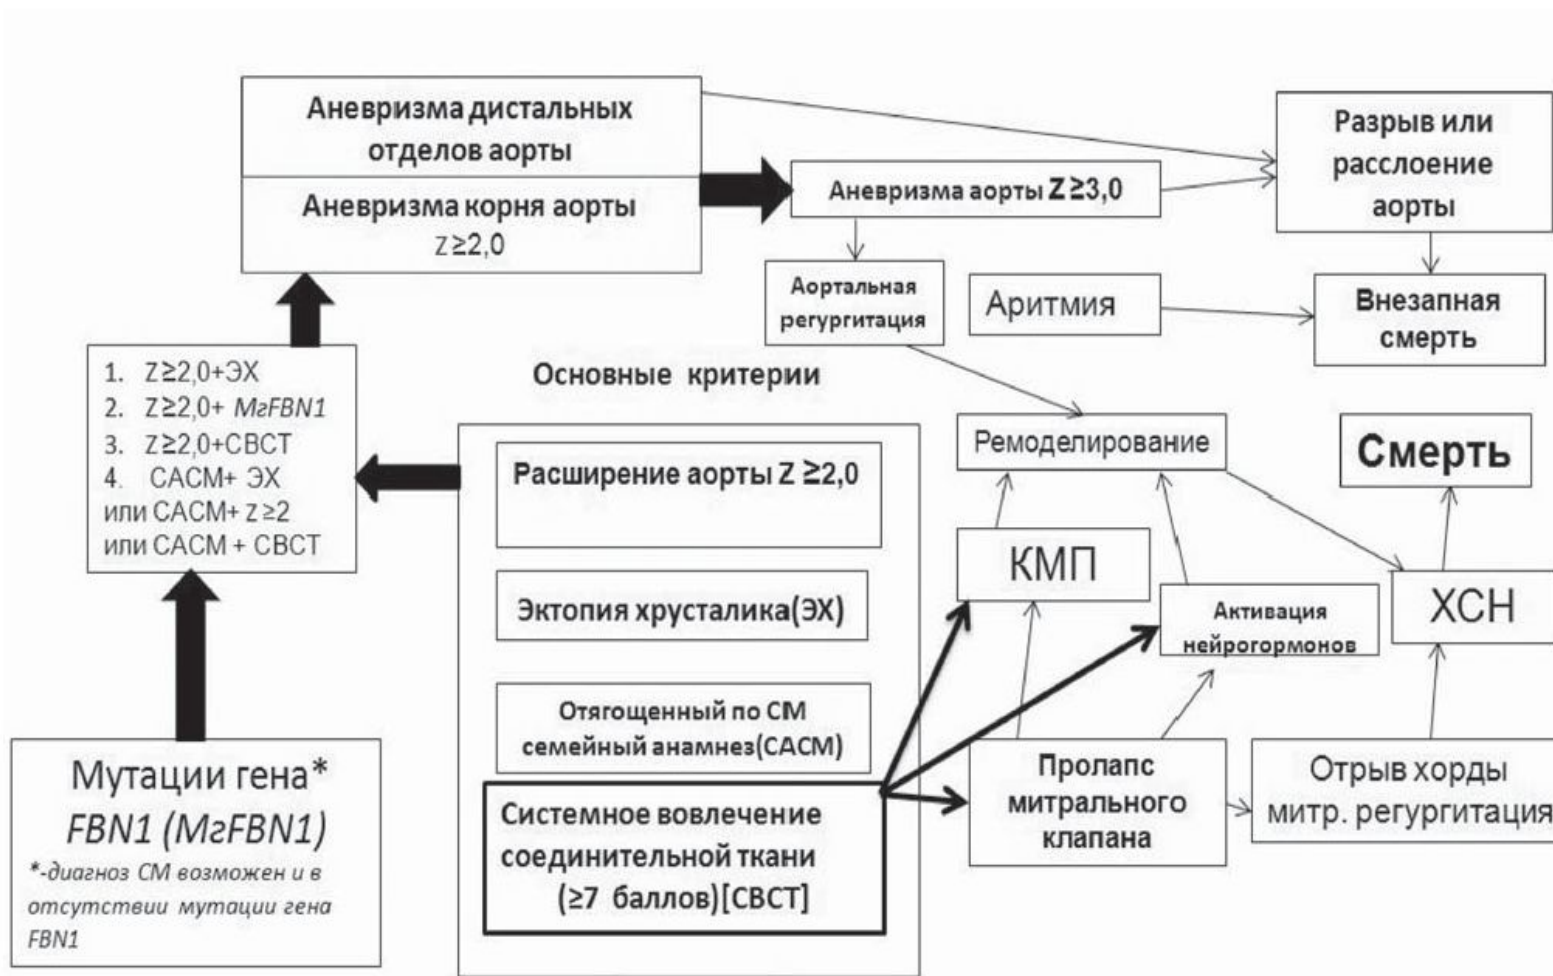 Аневризма дистальных
отделов аорты
Аневризма корня аорты
Z≥2,0
Аневризма аорты Z≥3,0
Разрыв или
расслоение
аорты
Аортальная
регургитация
Аритмия
Внезапная
смерть
1. Z≥2,0+ЭХ
2. Z≥2,0+ МгFBN1
3. Z≥2,0+СВСТ
4. САСМ+ ЭХ
или САСМ+ Z≥2
или САСМ + СВСТ
Основные критерии
Расширение аорты Z ≥2,0
Эктопия хрусталика(ЭХ)
Отягощенный по СМ
семейный анамнез(САСМ)
Системное вовлечение
соединительной ткани
(≥7 баллов)[СВСТ]
Ремоделирование
Смерть
КМП
Активация
нейрогормонов
ХСН
Пролапс
митрального
клапана
Отрыв хорды
митр. регургитация
Мутации гена*
FBN1 (МгFBN1)
*-диагноз СМ возможен и в
отсутствии мутации гена
FBN1